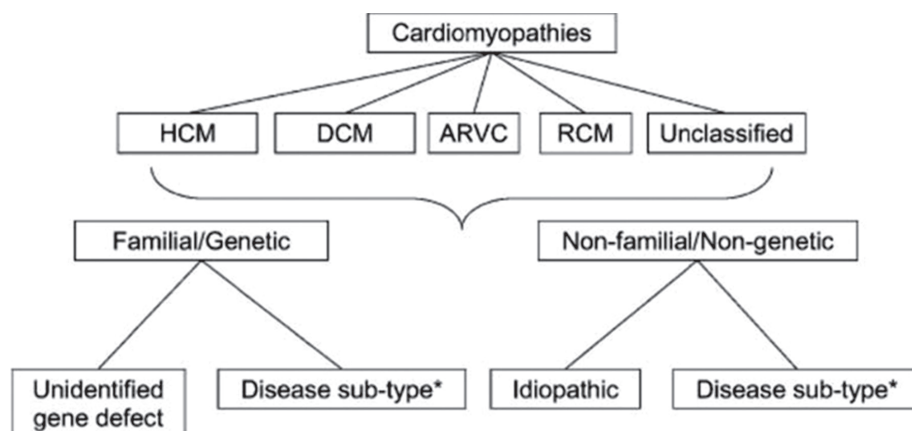 Cardiomyopathies
HCM
DCM
ARVC
RCM
Unclassified
Familial/Genetic
Non-familial/Non-genetic
Unidentified
gene defect
Disease sub-type*
Idiopathic
Disease sub-type*